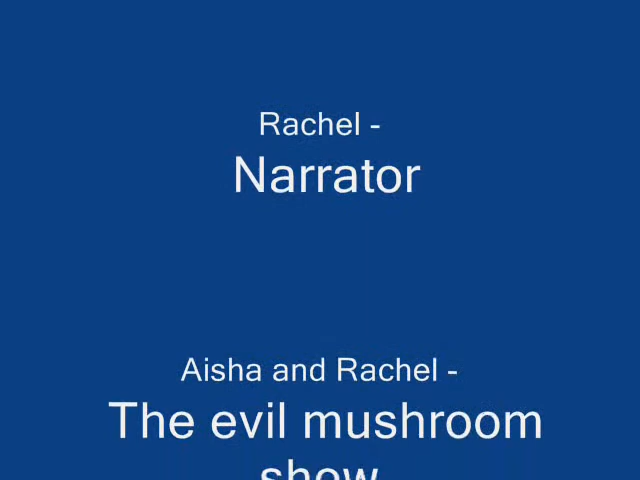 Rachel -
Narrator
Aisha and Rachel -
The evil mushroom
show